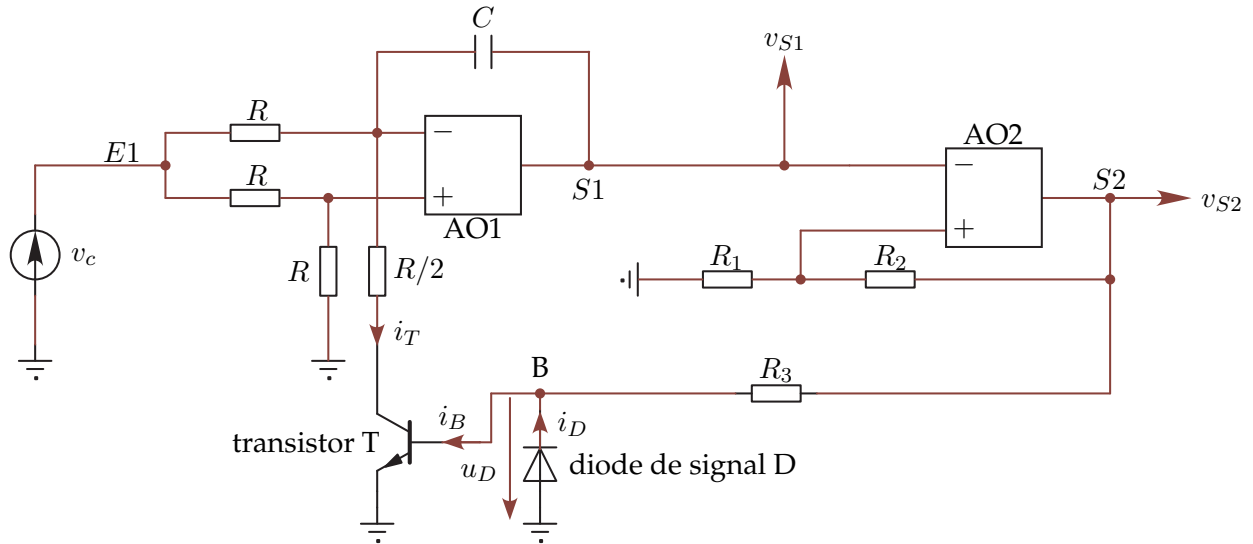 C
v_{S1}
R
AO2
E1
−
−
S2
R
S1
v_{S2}
+
AO1
+
v_c
R
R/2
R_1
R_2
i_T
B
R_3
i_B
i_D
transistor T
u_D
diode de signal D